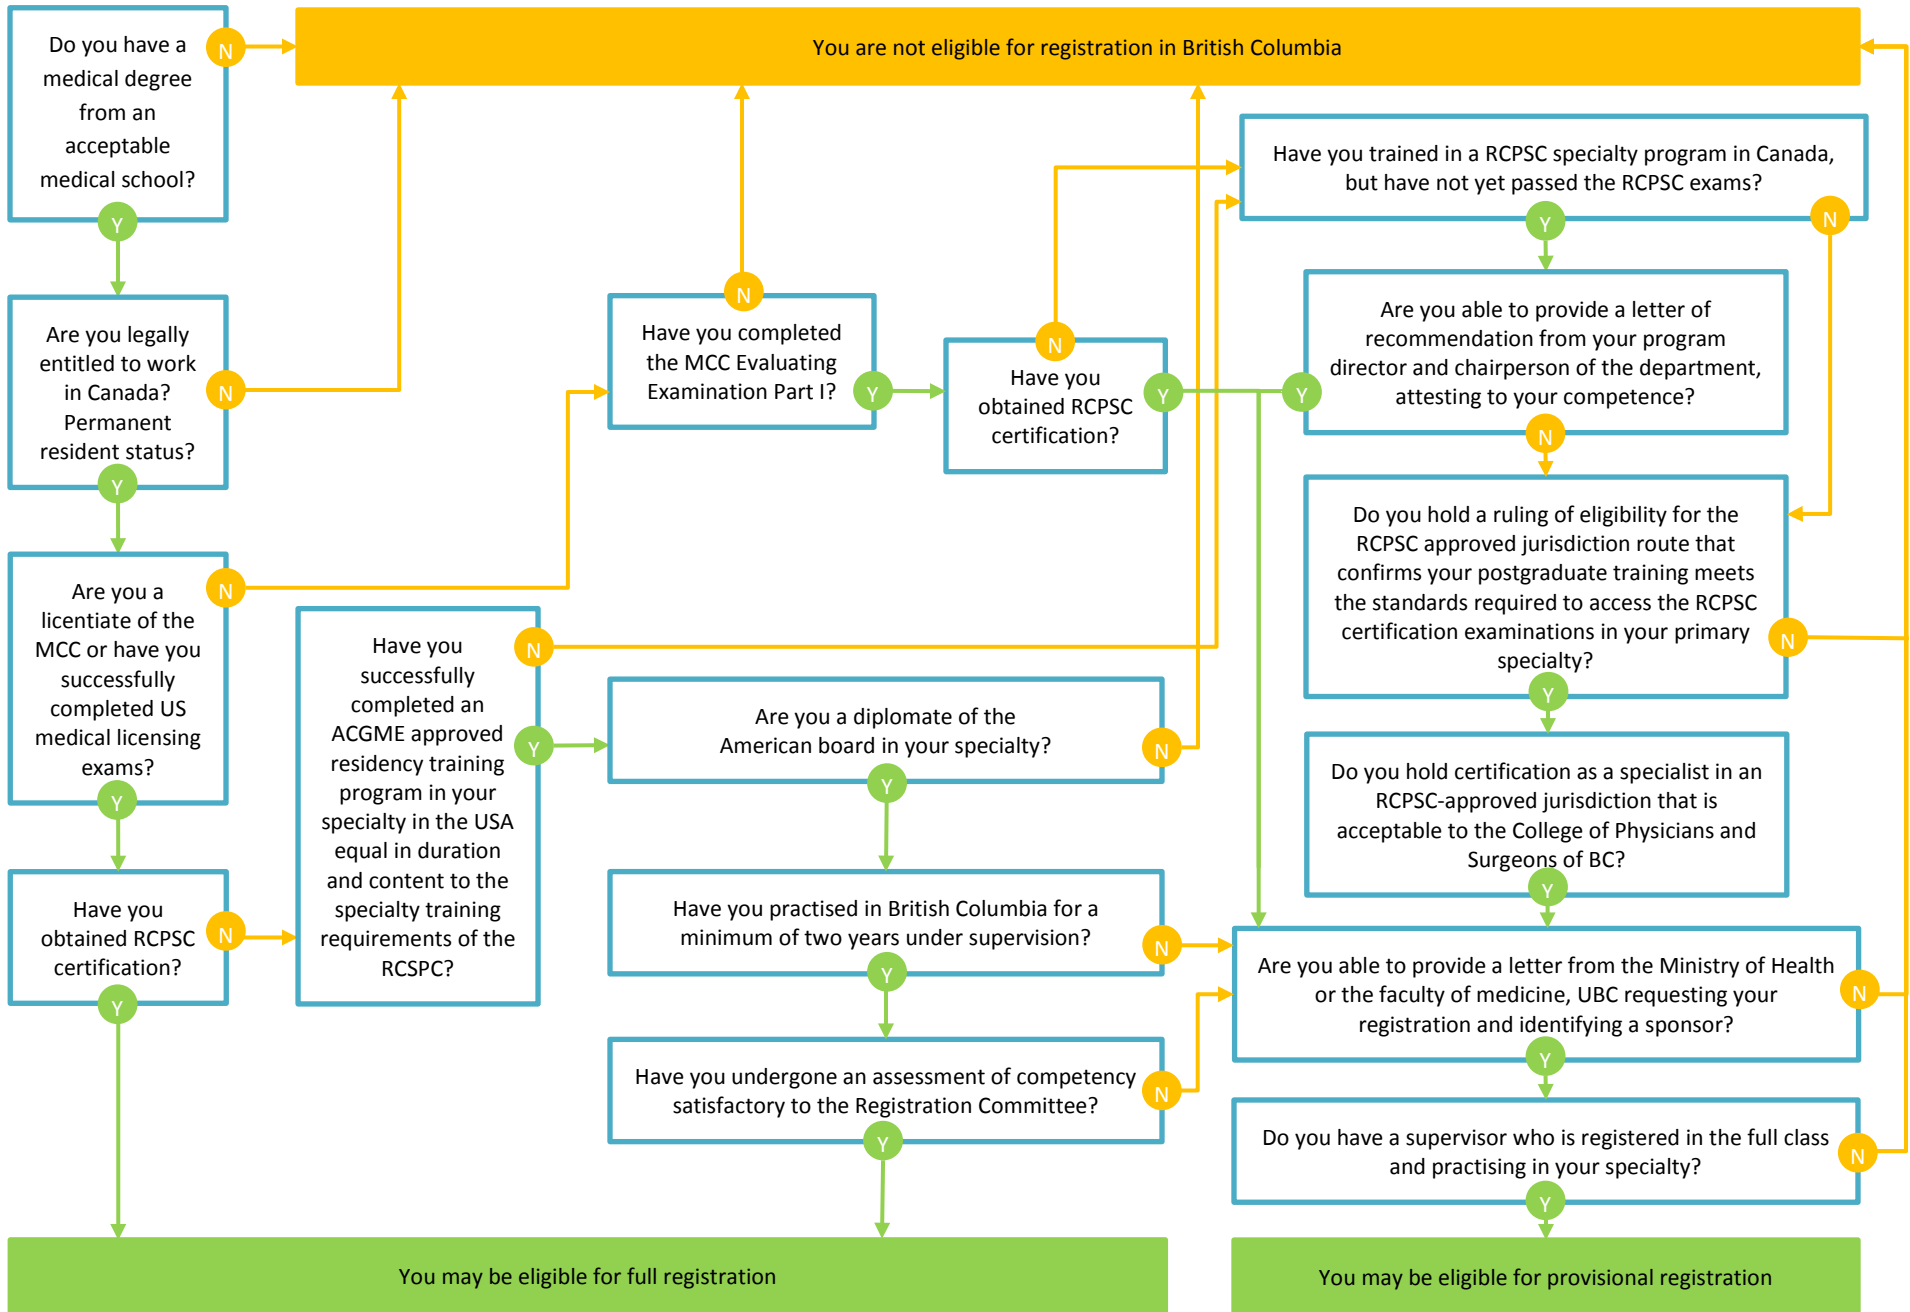 Do you have a
medical degree
from an
acceptable
medical school?
N
Y
You are not eligible for registration in British Columbia
Are you legally
entitled to work
in Canada?
Permanent
resident status?
N
Y
Are you a
licentiate of the
MCC or have you
successfully
completed US
medical licensing
exams?
N
Y
Have you
obtained RCPSC
certification?
N
Y
Have you
successfully
completed an
ACGME approved
residency training
program in your
specialty in the USA
equal in duration
and content to the
specialty training
requirements of the
RCSPC?
N
Y
Have you completed
the MCC Evaluating
Examination Part I?
N
Y
Have you
obtained RCPSC
certification?
N
Y
Are you a diplomate of the
American board in your specialty?
N
Y
Have you practised in British Columbia for a
minimum of two years under supervision?
N
Y
Have you undergone an assessment of competency
satisfactory to the Registration Committee?
N
Y
You may be eligible for full registration
Have you trained in a RCPSC specialty program in Canada,
but have not yet passed the RCPSC exams?
Y
N
Are you able to provide a letter of
recommendation from your program
director and chairperson of the department,
attesting to your competence?
Y
N
Do you hold a ruling of eligibility for the
RCPSC approved jurisdiction route that
confirms your postgraduate training meets
the standards required to access the RCPSC
certification examinations in your primary
specialty?
N
Y
Do you hold certification as a specialist in an
RCPSC-approved jurisdiction that is
acceptable to the College of Physicians and
Surgeons of BC?
Y
Are you able to provide a letter from the Ministry of Health
or the faculty of medicine, UBC requesting your
registration and identifying a sponsor?
N
Y
Do you have a supervisor who is registered in the full class
and practising in your specialty?
N
Y
You may be eligible for provisional registration